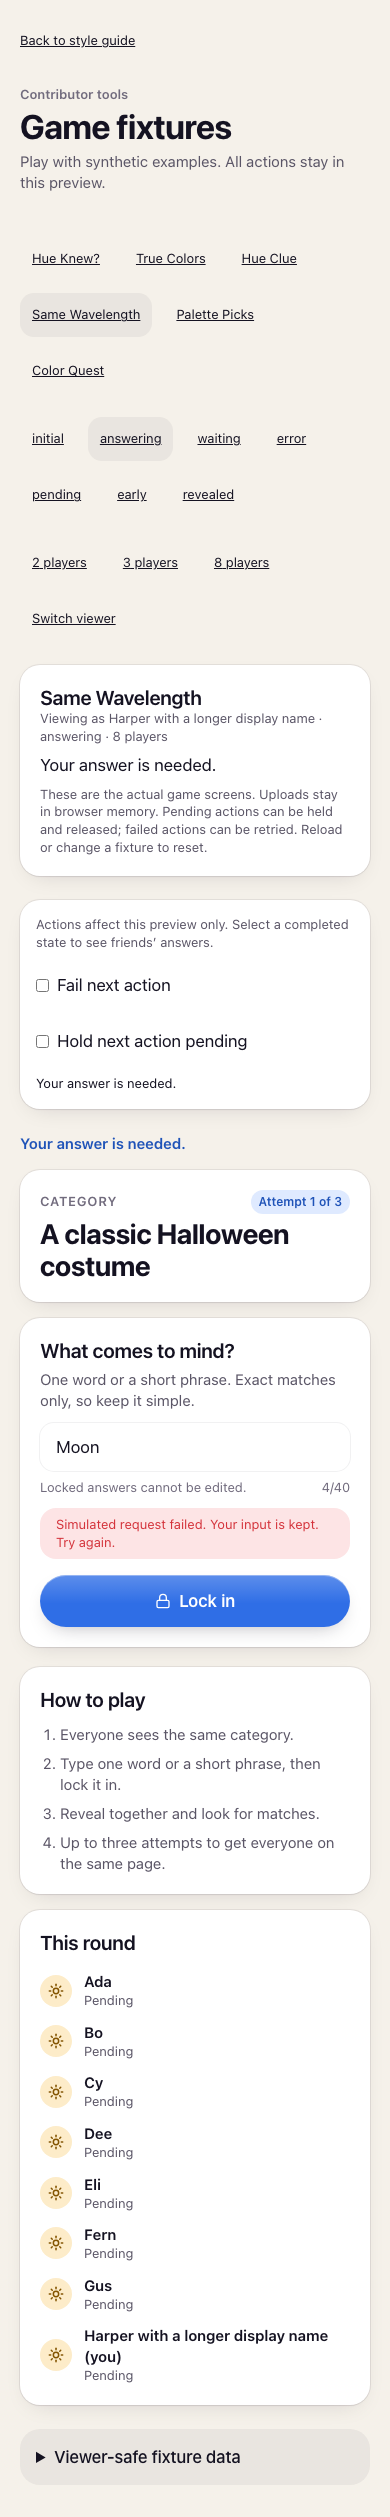 Back to style guide
Contributor tools
Game fixtures
Play with synthetic examples. All actions stay in
this preview.
Hue Knew? True Colors Hue Clue
Same Wavelength Palette Picks
Color Quest
initial answering waiting error
pending early revealed
2 players 3 players 8 players
Switch viewer
Same Wavelength
Viewing as Harper with a longer display name ·
answering · 8 players
Your answer is needed.
These are the actual game screens. Uploads stay
in browser memory. Pending actions can be held
and released; failed actions can be retried. Reload
or change a fixture to reset.
Actions affect this preview only. Select a completed
state to see friends’ answers.
Fail next action
Hold next action pending
Your answer is needed.
Your answer is needed.
CATEGORY Attempt 1 of 3
A classic Halloween
costume
What comes to mind?
One word or a short phrase. Exact matches
only, so keep it simple.
Moon
Locked answers cannot be edited. 4/40
Simulated request failed. Your input is kept.
Try again.
Lock in
How to play
1. Everyone sees the same category.
2. Type one word or a short phrase, then
lock it in.
3. Reveal together and look for matches.
4. Up to three attempts to get everyone on
the same page.
This round
Ada
Pending
Bo
Pending
Cy
Pending
Dee
Pending
Eli
Pending
Fern
Pending
Gus
Pending
Harper with a longer display name
(you)
Pending
Viewer-safe fixture data